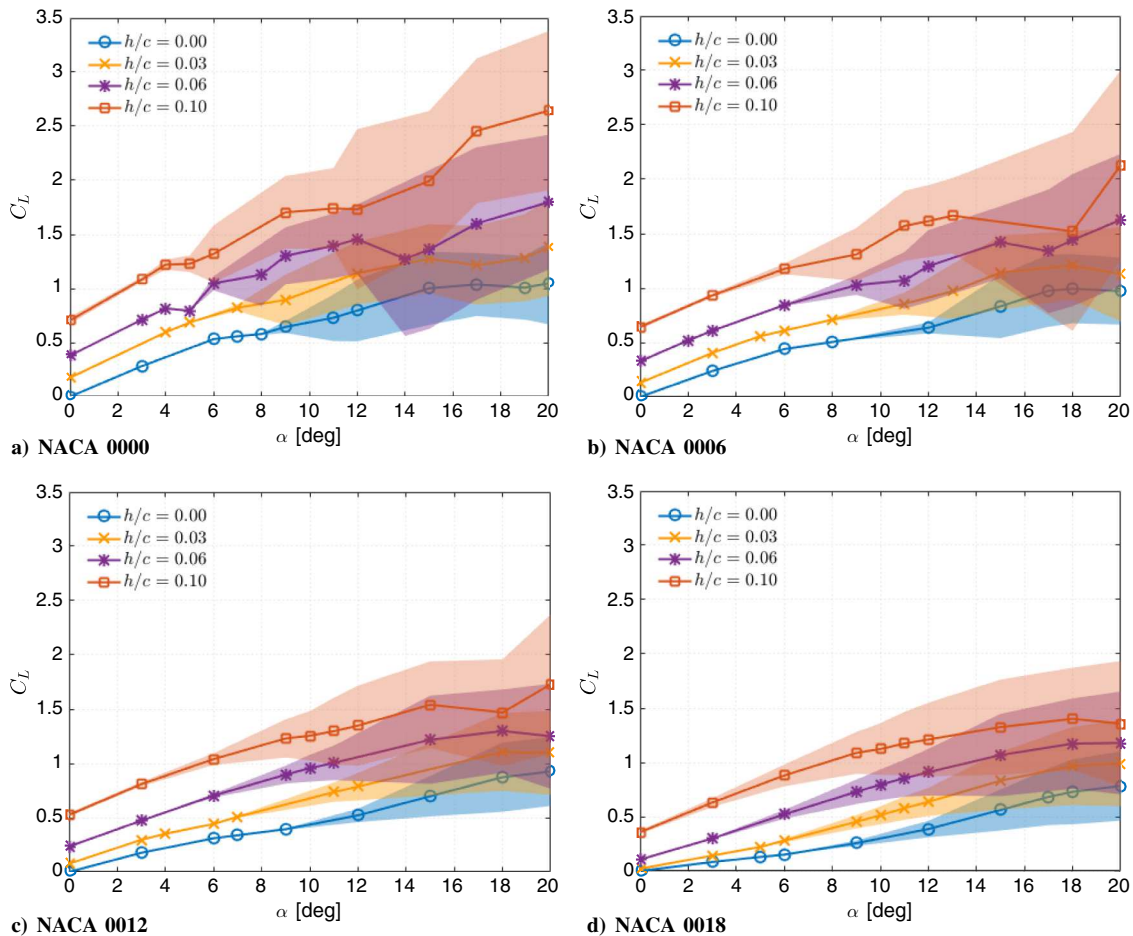 3.5
3
2.5
2
1.5
1
0.5
0
C_L
h/c = 0.00
h/c = 0.03
h/c = 0.06
h/c = 0.10
0 2 4 6 8 10 12 14 16 18 20
α [deg]
a) NACA 0000
3.5
3
2.5
2
1.5
1
0.5
0
C_L
h/c = 0.00
h/c = 0.03
h/c = 0.06
h/c = 0.10
0 2 4 6 8 10 12 14 16 18 20
α [deg]
b) NACA 0006
3.5
3
2.5
2
1.5
1
0.5
0
C_L
h/c = 0.00
h/c = 0.03
h/c = 0.06
h/c = 0.10
0 2 4 6 8 10 12 14 16 18 20
α [deg]
c) NACA 0012
3.5
3
2.5
2
1.5
1
0.5
0
C_L
h/c = 0.00
h/c = 0.03
h/c = 0.06
h/c = 0.10
0 2 4 6 8 10 12 14 16 18 20
α [deg]
d) NACA 0018